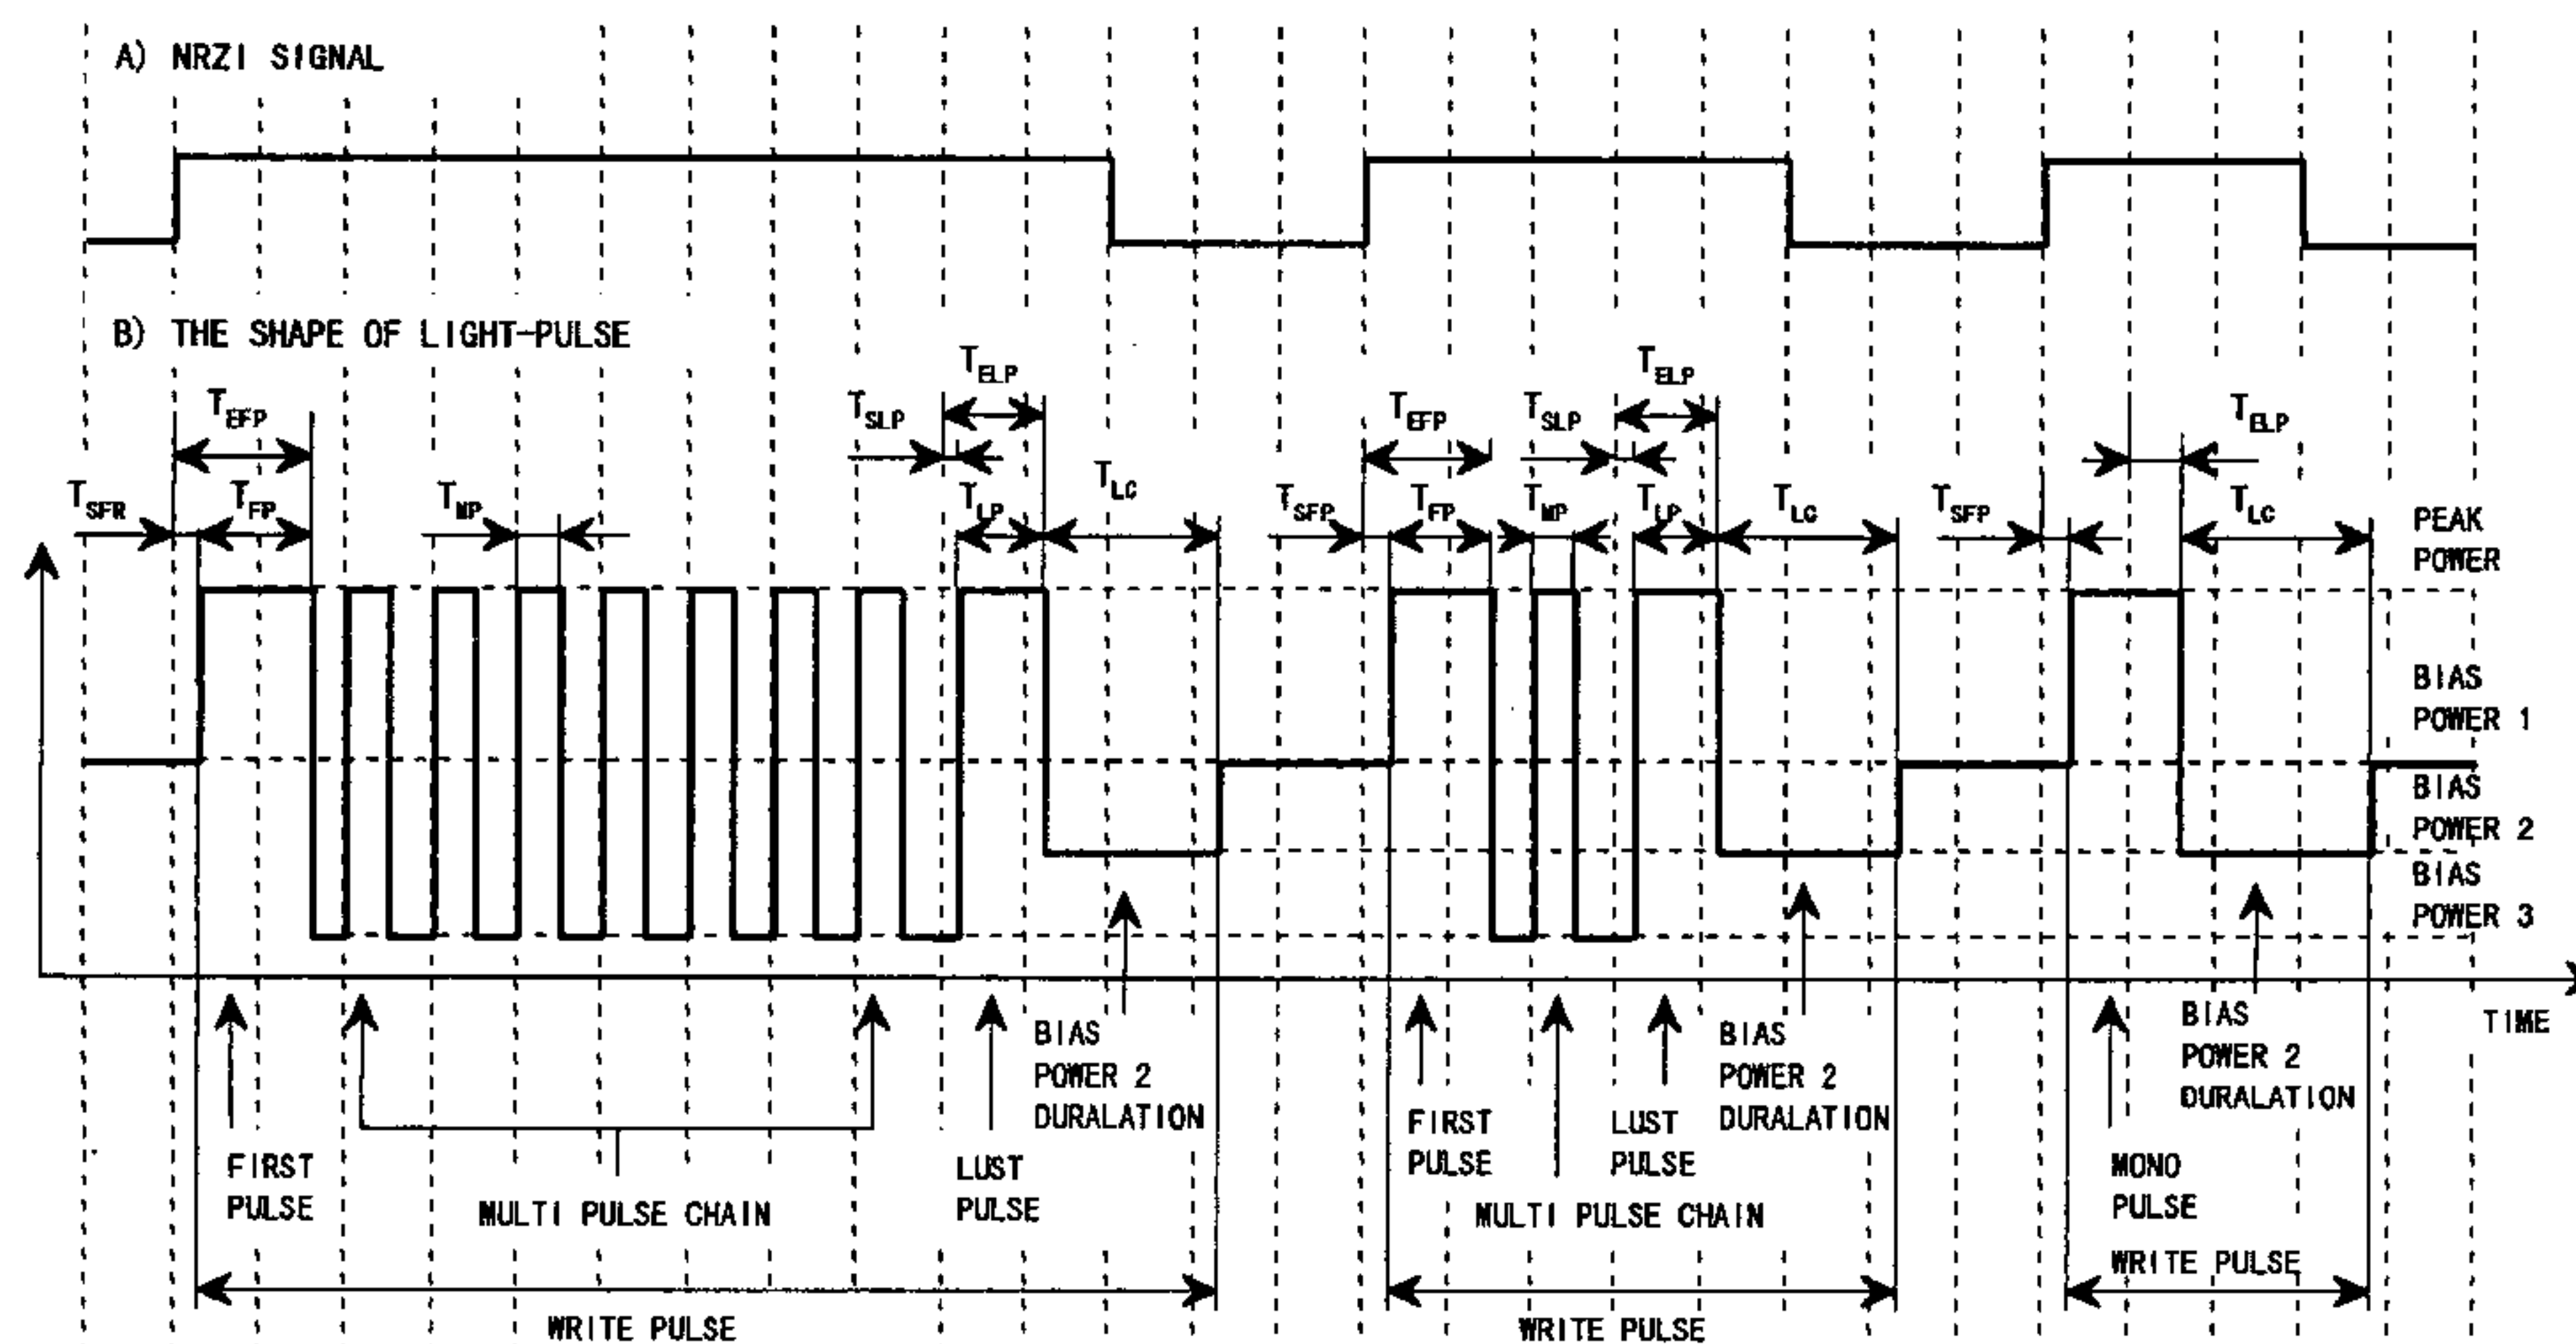 A) NRZI SIGNAL
B) THE SHAPE OF LIGHT-PULSE
T_ELP
T_ELP
T_EFP
T_SLP
T_EFP
T_SLP
T_ELP
T_SFR
T_FP
T_MP
T_LP
T_LC
T_SFP
T_FP
T_MP
T_LP
T_LC
T_SFP
T_LC
PEAK
POWER
BIAS
POWER 1
BIAS
POWER 2
BIAS
POWER 3
TIME
FIRST
PULSE
MULTI PULSE CHAIN
LUST
PULSE
BIAS
POWER 2
DURALATION
FIRST
PULSE
MULTI PULSE CHAIN
LUST
PULSE
BIAS
POWER 2
DURALATION
MONO
PULSE
BIAS
POWER 2
DURALATION
WRITE PULSE
WRITE PULSE
WRITE PULSE